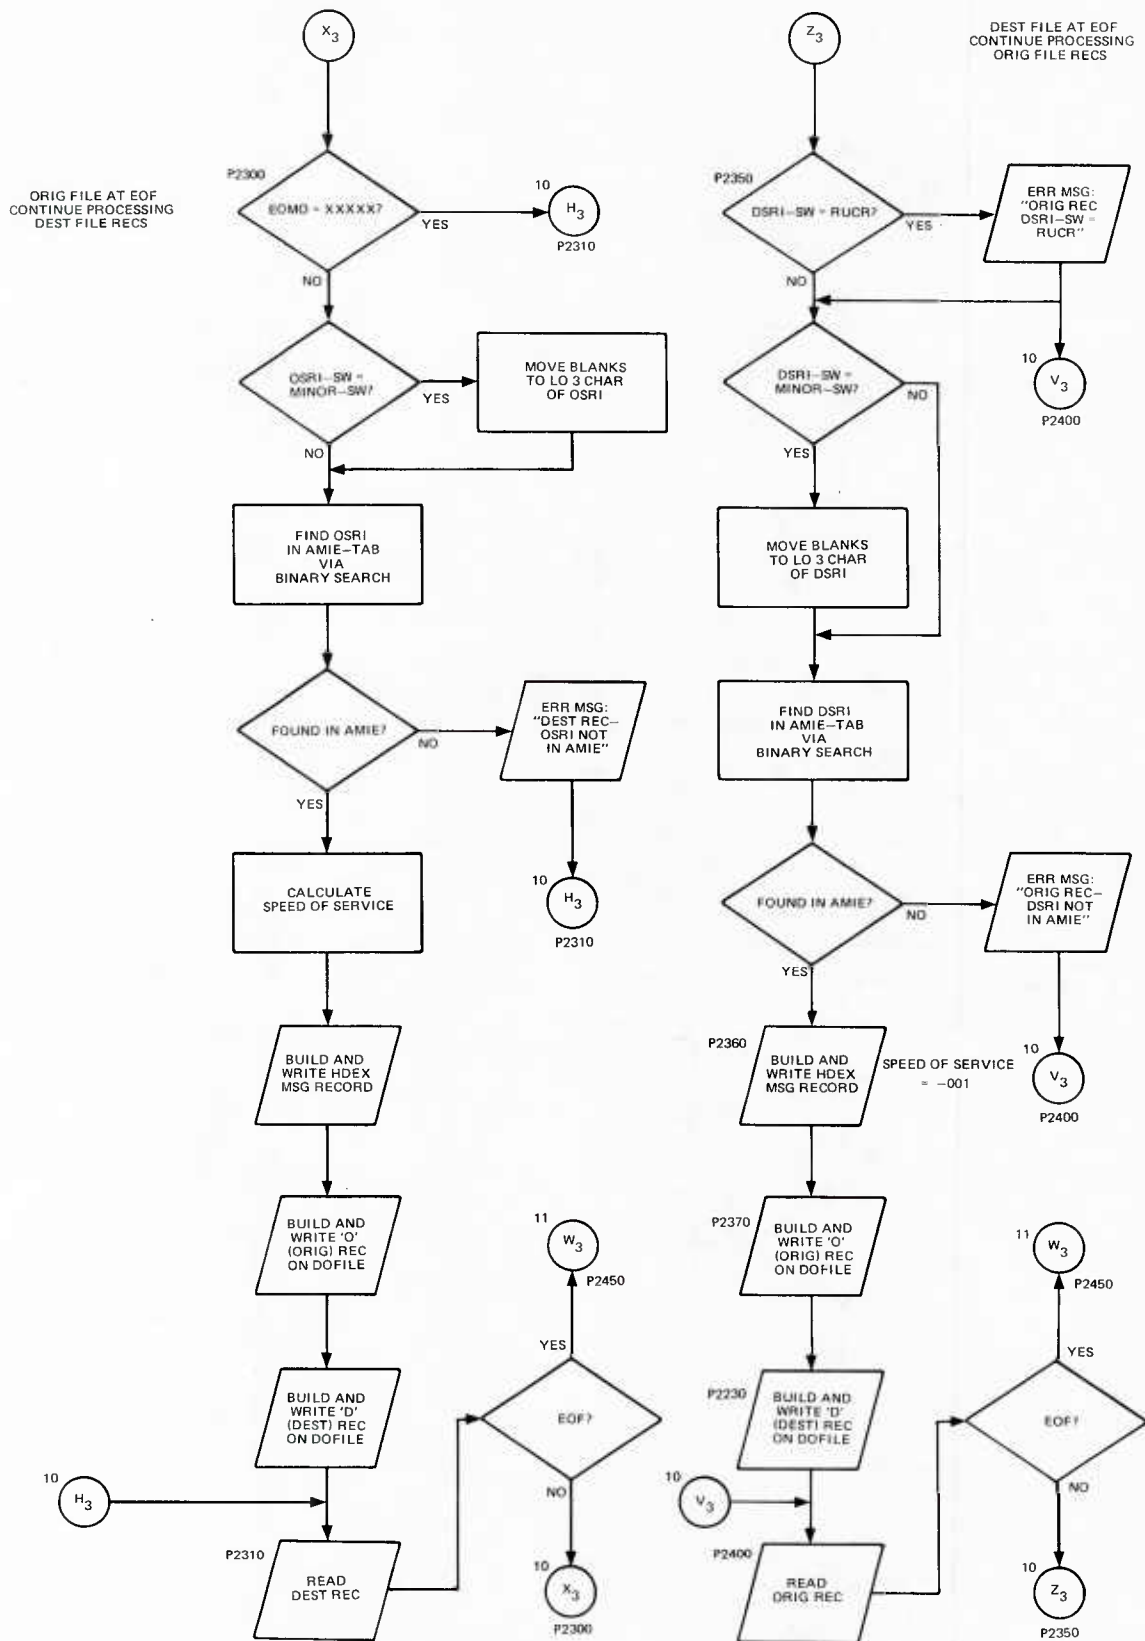 X3
ORIG FILE AT EOF
CONTINUE PROCESSING
DEST FILE RECS
P2300
EOMD = XXXXX?
YES
10
H3
P2310
NO
OSRI-SW =
MINOR-SW?
YES
MOVE BLANKS
TO LO 3 CHAR
OF OSRI
NO
FIND OSRI
IN AMIE-TAB
VIA
BINARY SEARCH
FOUND IN AMIE?
NO
ERR MSG:
"DEST REC-
OSRI NOT
IN AMIE"
10
H3
P2310
YES
CALCULATE
SPEED OF SERVICE
BUILD AND
WRITE HDEX
MSG RECORD
BUILD AND
WRITE 'O'
(ORIG) REC
ON DOFILE
BUILD AND
WRITE 'D'
(DEST) REC
ON DOFILE
10
H3
P2310
READ
DEST REC
EOF?
YES
11
W3
P2450
NO
10
X3
P2300
Z3
DEST FILE AT EOF
CONTINUE PROCESSING
ORIG FILE RECS
P2350
DSRI-SW = RUCR?
YES
ERR MSG:
"ORIG REC
DSRI-SW =
RUCR"
10
V3
P2400
NO
DSRI-SW =
MINOR-SW?
NO
YES
MOVE BLANKS
TO LO 3 CHAR
OF DSRI
FIND DSRI
IN AMIE-TAB
VIA
BINARY SEARCH
FOUND IN AMIE?
NO
ERR MSG:
"ORIG REC-
DSRI NOT
IN AMIE"
10
V3
P2400
YES
P2360
BUILD AND
WRITE HDEX
MSG RECORD
SPEED OF SERVICE
= -001
P2370
BUILD AND
WRITE 'O'
(ORIG) REC
ON DOFILE
P2230
BUILD AND
WRITE 'D'
(DEST) REC
ON DOFILE
10
V3
P2400
READ
ORIG REC
EOF?
YES
11
W3
P2450
NO
10
Z3
P2350